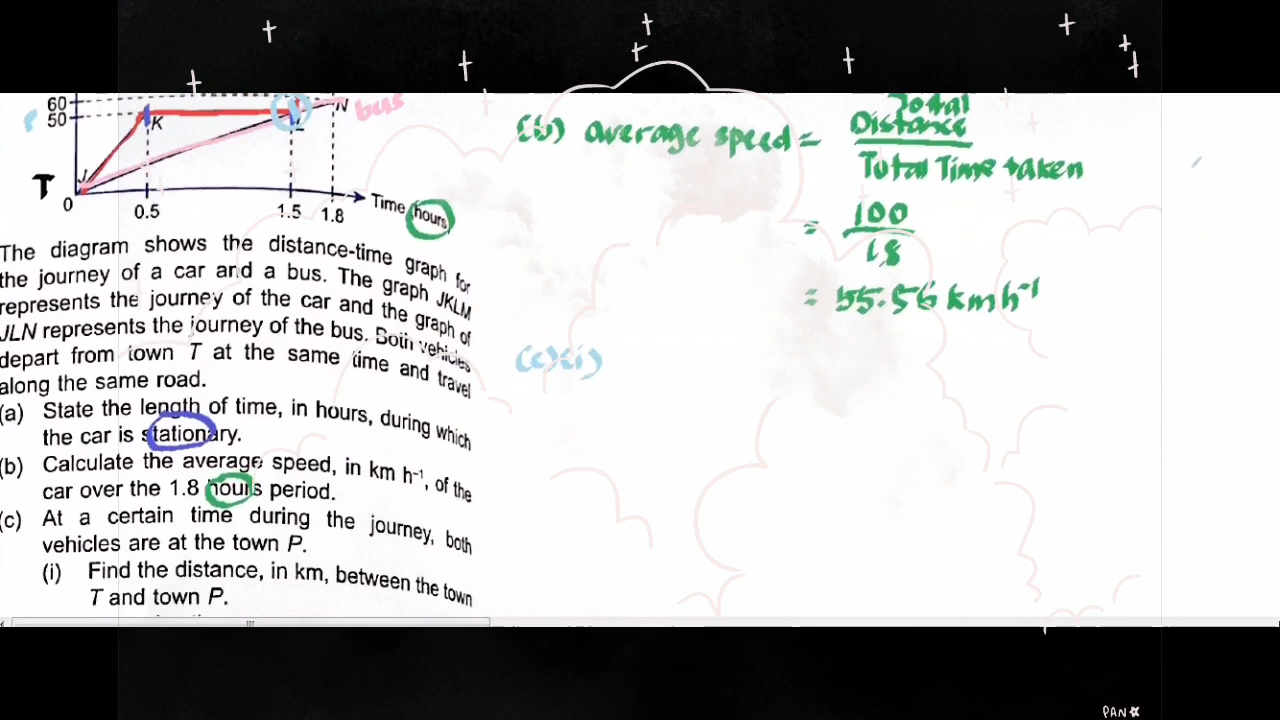 60
50
K
L
N
bus
J
T
0
0.5
1.5
1.8
Time (hours)
The diagram shows the distance-time graph for
the journey of a car and a bus. The graph JKLM
represents the journey of the car and the graph of
JLN represents the journey of the bus. Both vehicles
depart from town T at the same time and travel
along the same road.
(a) State the length of time, in hours, during which
the car is stationary.
(b) Calculate the average speed, in km h⁻¹, of the
car over the 1.8 hours period.
(c) At a certain time during the journey, both
vehicles are at the town P.
(i) Find the distance, in km, between the town
T and town P.
(b) average speed = Total
Distance
Total Time taken
= 100
1.8
= 55.56 km h⁻¹
(c)(i)
PAN